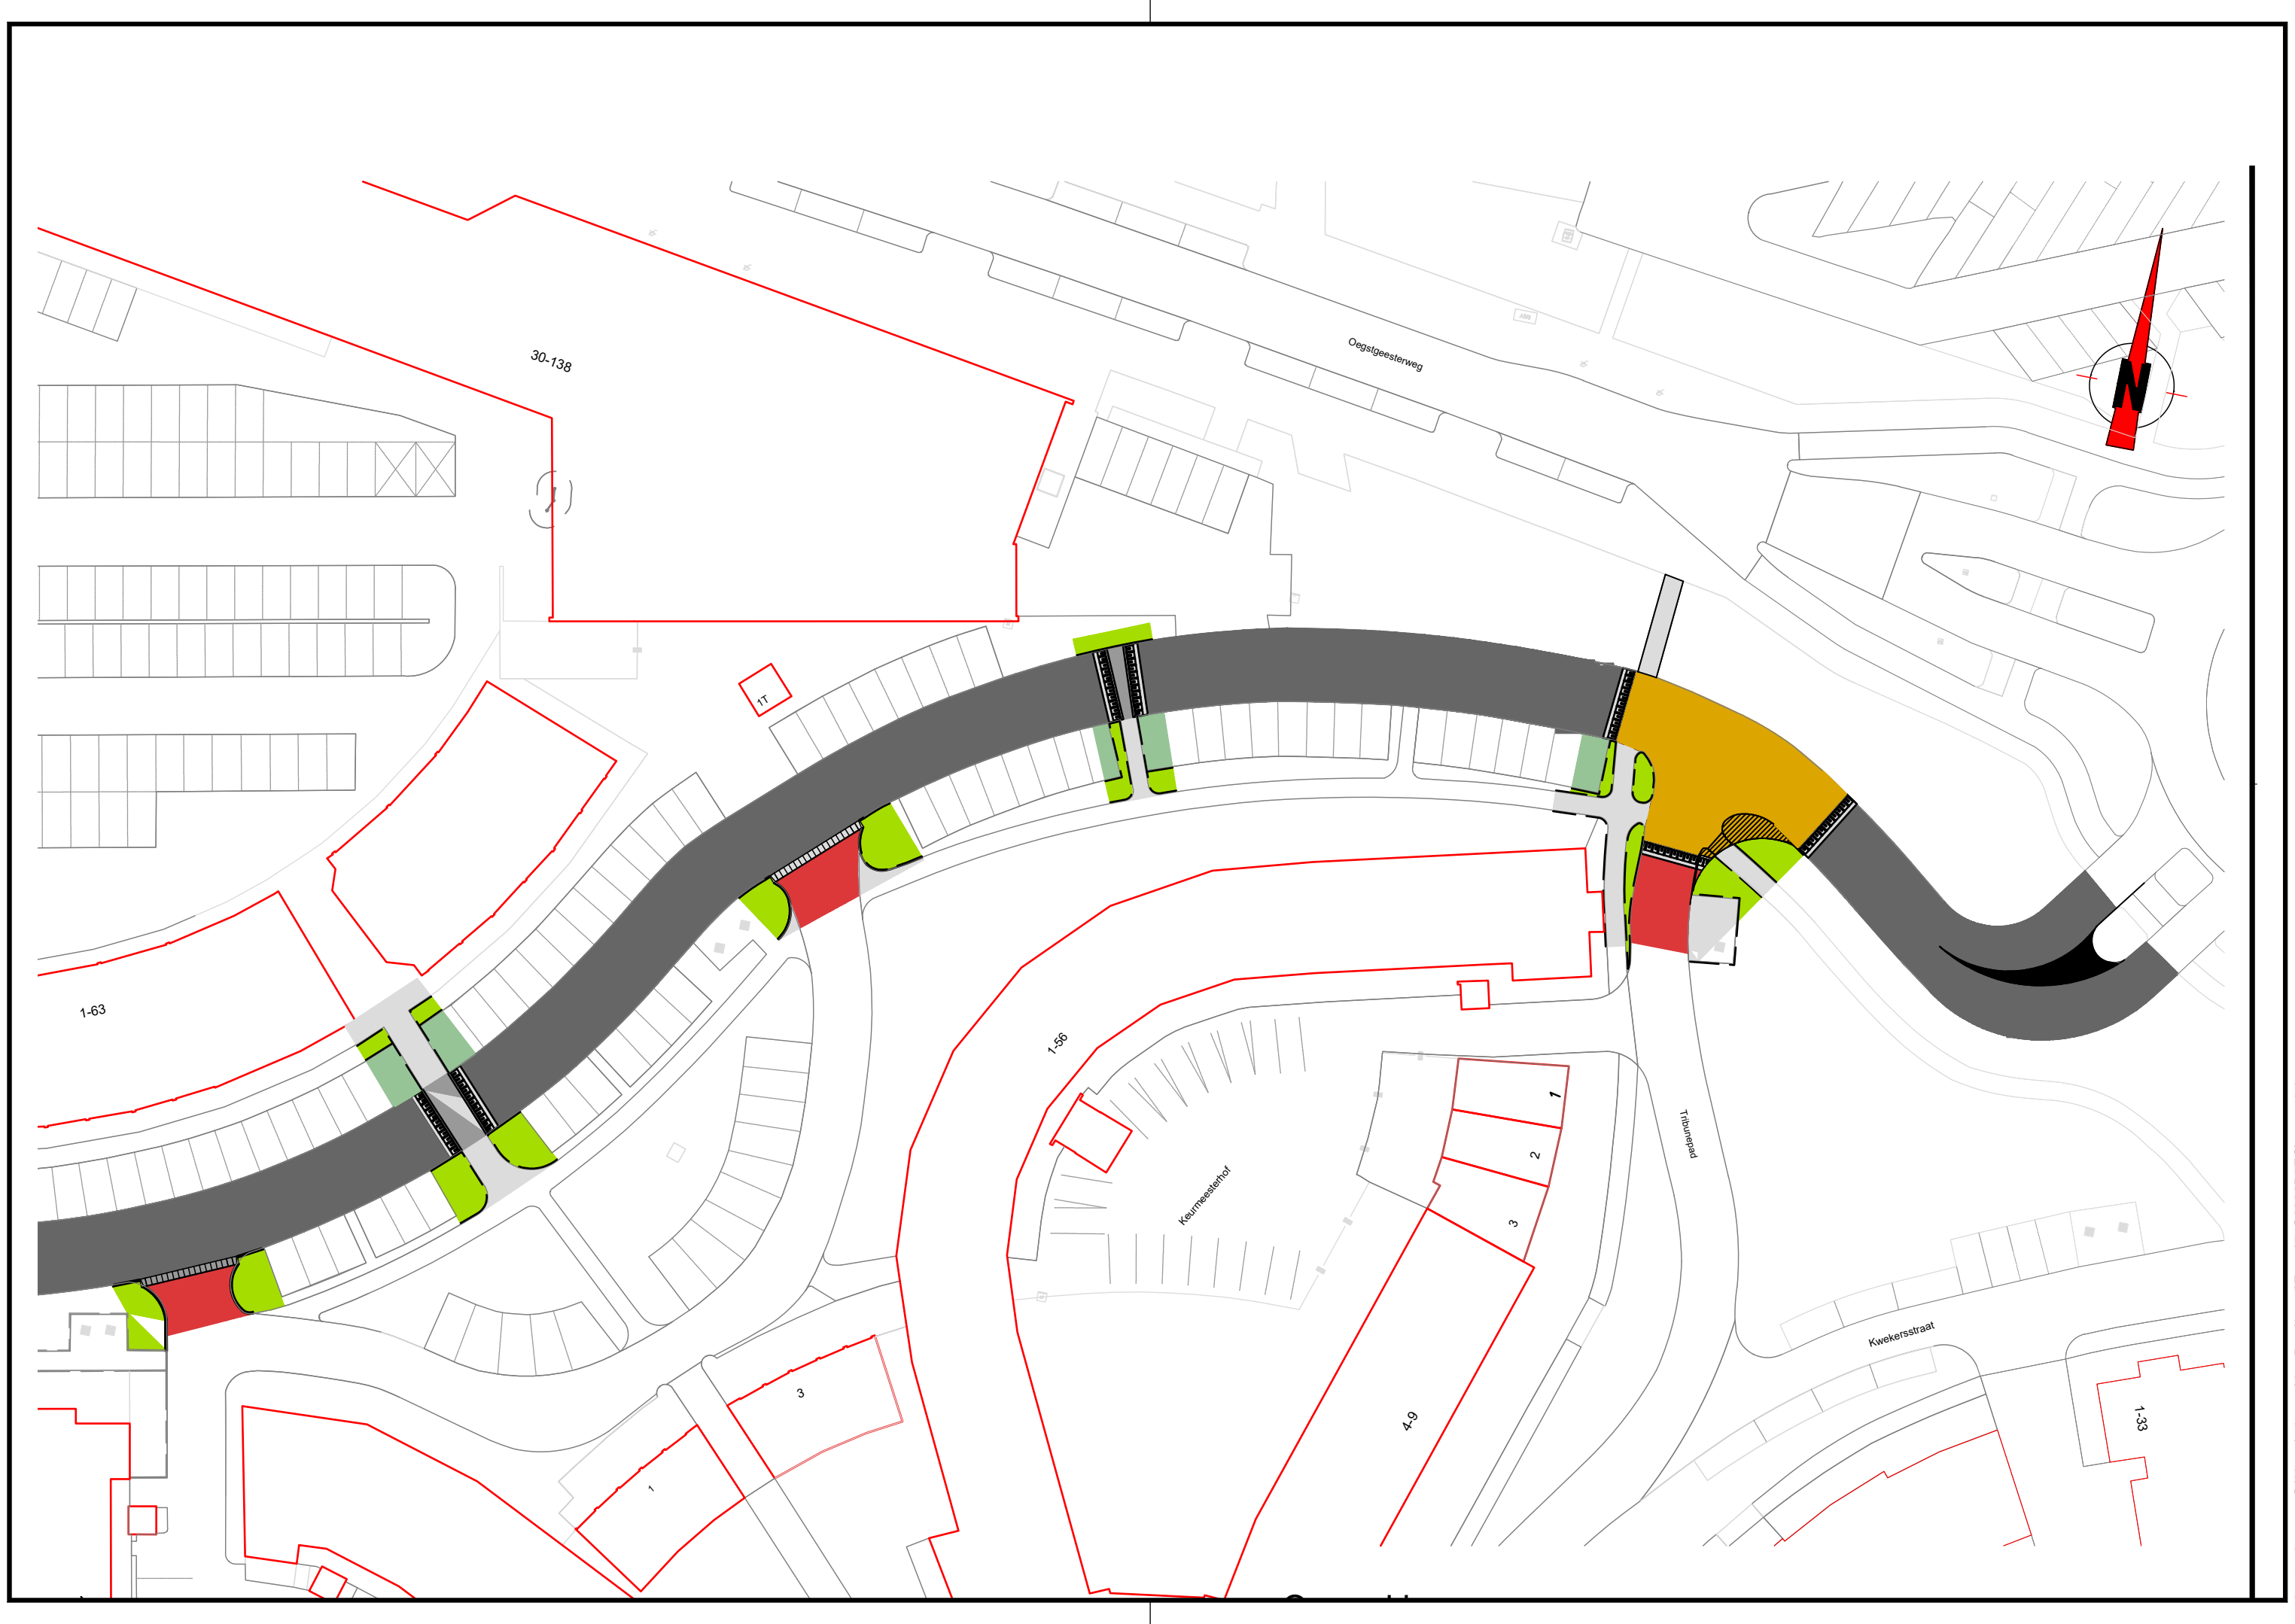 Oegstgeesterweg
30-138
N
1T
1-63
1-56
1
2
3
Tribunepad
Keurmeesterhof
Kwekersstraat
3
1
4-9
1-33